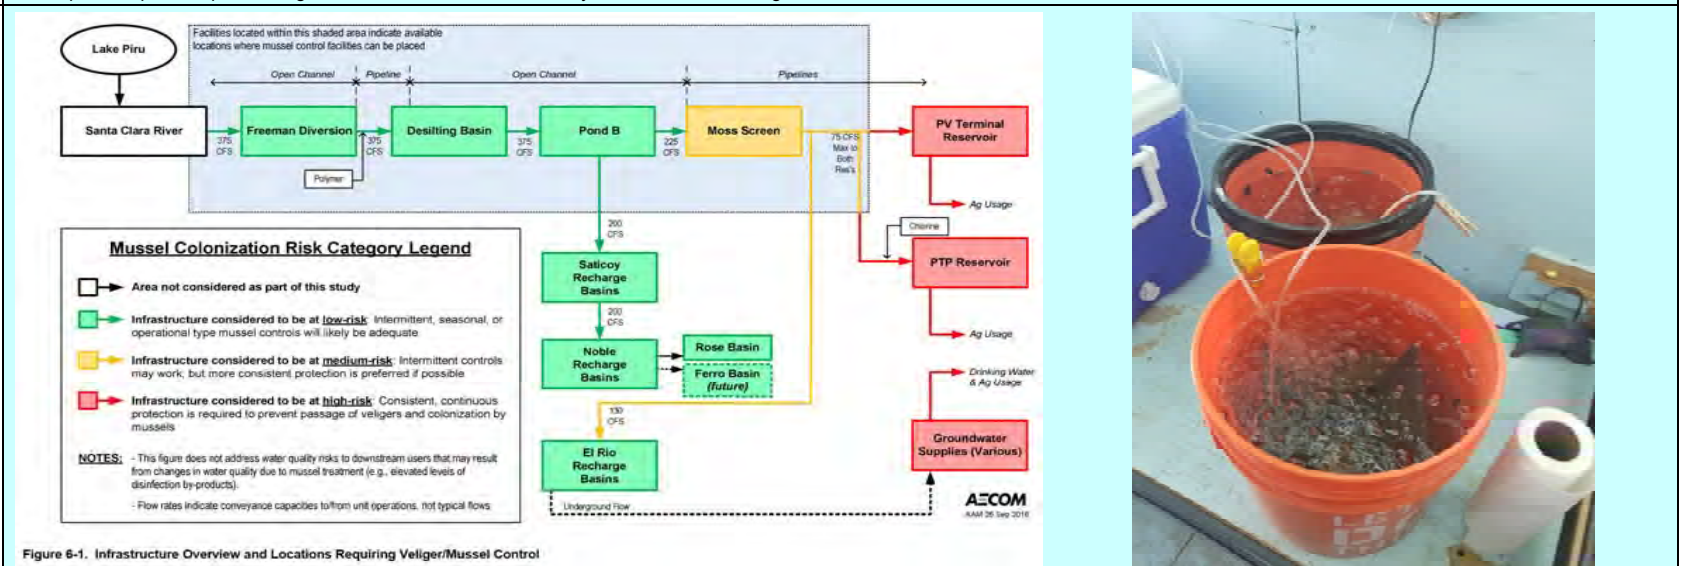 Facilities located within this shaded area indicate available
locations where mussel control facilities can be placed
Lake Piru
Open Channel
Pipeline
Open Channel
Pipelines
Santa Clara River
375
CFS
Freeman Diversion
375
CFS
Desilting Basin
375
CFS
Pond B
225
CFS
Moss Screen
75 CFS
Max to
Both
Res's
PV Terminal
Reservoir
Polymer
Ag Usage
Chlorine
200
CFS
PTP Reservoir
Saticoy
Recharge
Basins
Ag Usage
200
CFS
Noble
Recharge
Basins
Rose Basin
Ferro Basin
(future)
Drinking Water
& Ag Usage
130
CFS
El Rio
Recharge
Basins
Groundwater
Supplies (Various)
Underground Flow
AECOM
KAM 26 Sep 2016
Mussel Colonization Risk Category Legend
Area not considered as part of this study
Infrastructure considered to be at low-risk: Intermittent, seasonal, or
operational type mussel controls will likely be adequate
Infrastructure considered to be at medium-risk: Intermittent controls
may work, but more consistent protection is preferred if possible
Infrastructure considered to be at high-risk: Consistent, continuous
protection is required to prevent passage of veligers and colonization by
mussels
NOTES: - This figure does not address water quality risks to downstream users that may result
from changes in water quality due to mussel treatment (e.g., elevated levels of
disinfection by-products).
- Flow rates indicate conveyance capacities to/from unit operations, not typical flows
Figure 6-1. Infrastructure Overview and Locations Requiring Veliger/Mussel Control